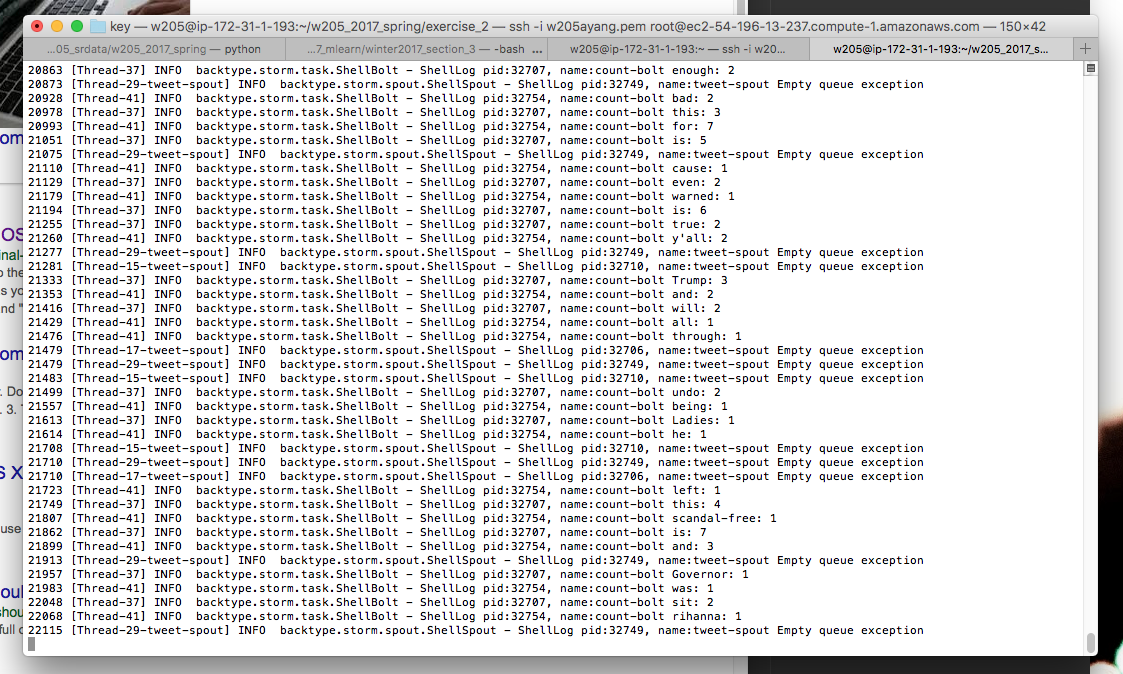 key — w205@ip-172-31-1-193:~/w205_2017_spring/exercise_2 — ssh -i w205ayang.pem root@ec2-54-196-13-237.compute-1.amazonaws.com — 150×42
...05_srdata/w205_2017_spring — python ...7_mlearn/winter2017_section_3 — -bash ... w205@ip-172-31-1-193:~ — ssh -i w20... w205@ip-172-31-1-193:~/w205_2017_s... +
20863 [Thread-37] INFO  backtype.storm.task.ShellBolt - ShellLog pid:32707, name:count-bolt enough: 2
20873 [Thread-29-tweet-spout] INFO  backtype.storm.spout.ShellSpout - ShellLog pid:32749, name:tweet-spout Empty queue exception
20928 [Thread-41] INFO  backtype.storm.task.ShellBolt - ShellLog pid:32754, name:count-bolt bad: 2
20978 [Thread-37] INFO  backtype.storm.task.ShellBolt - ShellLog pid:32707, name:count-bolt this: 3
20993 [Thread-41] INFO  backtype.storm.task.ShellBolt - ShellLog pid:32754, name:count-bolt for: 7
21051 [Thread-37] INFO  backtype.storm.task.ShellBolt - ShellLog pid:32707, name:count-bolt is: 5
21075 [Thread-29-tweet-spout] INFO  backtype.storm.spout.ShellSpout - ShellLog pid:32749, name:tweet-spout Empty queue exception
21110 [Thread-41] INFO  backtype.storm.task.ShellBolt - ShellLog pid:32754, name:count-bolt cause: 1
21129 [Thread-37] INFO  backtype.storm.task.ShellBolt - ShellLog pid:32707, name:count-bolt even: 2
21179 [Thread-41] INFO  backtype.storm.task.ShellBolt - ShellLog pid:32754, name:count-bolt warned: 1
21194 [Thread-37] INFO  backtype.storm.task.ShellBolt - ShellLog pid:32707, name:count-bolt is: 6
21255 [Thread-37] INFO  backtype.storm.task.ShellBolt - ShellLog pid:32707, name:count-bolt true: 2
21260 [Thread-41] INFO  backtype.storm.task.ShellBolt - ShellLog pid:32754, name:count-bolt y'all: 2
21277 [Thread-29-tweet-spout] INFO  backtype.storm.spout.ShellSpout - ShellLog pid:32749, name:tweet-spout Empty queue exception
21281 [Thread-15-tweet-spout] INFO  backtype.storm.spout.ShellSpout - ShellLog pid:32710, name:tweet-spout Empty queue exception
21333 [Thread-37] INFO  backtype.storm.task.ShellBolt - ShellLog pid:32707, name:count-bolt Trump: 3
21353 [Thread-41] INFO  backtype.storm.task.ShellBolt - ShellLog pid:32754, name:count-bolt and: 2
21416 [Thread-37] INFO  backtype.storm.task.ShellBolt - ShellLog pid:32707, name:count-bolt will: 2
21429 [Thread-41] INFO  backtype.storm.task.ShellBolt - ShellLog pid:32754, name:count-bolt all: 1
21476 [Thread-41] INFO  backtype.storm.task.ShellBolt - ShellLog pid:32754, name:count-bolt through: 1
21479 [Thread-17-tweet-spout] INFO  backtype.storm.spout.ShellSpout - ShellLog pid:32706, name:tweet-spout Empty queue exception
21479 [Thread-29-tweet-spout] INFO  backtype.storm.spout.ShellSpout - ShellLog pid:32749, name:tweet-spout Empty queue exception
21483 [Thread-15-tweet-spout] INFO  backtype.storm.spout.ShellSpout - ShellLog pid:32710, name:tweet-spout Empty queue exception
21499 [Thread-37] INFO  backtype.storm.task.ShellBolt - ShellLog pid:32707, name:count-bolt undo: 2
21557 [Thread-41] INFO  backtype.storm.task.ShellBolt - ShellLog pid:32754, name:count-bolt being: 1
21613 [Thread-37] INFO  backtype.storm.task.ShellBolt - ShellLog pid:32707, name:count-bolt Ladies: 1
21614 [Thread-41] INFO  backtype.storm.task.ShellBolt - ShellLog pid:32754, name:count-bolt he: 1
21708 [Thread-15-tweet-spout] INFO  backtype.storm.spout.ShellSpout - ShellLog pid:32710, name:tweet-spout Empty queue exception
21710 [Thread-29-tweet-spout] INFO  backtype.storm.spout.ShellSpout - ShellLog pid:32749, name:tweet-spout Empty queue exception
21710 [Thread-17-tweet-spout] INFO  backtype.storm.spout.ShellSpout - ShellLog pid:32706, name:tweet-spout Empty queue exception
21723 [Thread-41] INFO  backtype.storm.task.ShellBolt - ShellLog pid:32754, name:count-bolt left: 1
21749 [Thread-37] INFO  backtype.storm.task.ShellBolt - ShellLog pid:32707, name:count-bolt this: 4
21807 [Thread-41] INFO  backtype.storm.task.ShellBolt - ShellLog pid:32754, name:count-bolt scandal-free: 1
21862 [Thread-37] INFO  backtype.storm.task.ShellBolt - ShellLog pid:32707, name:count-bolt is: 7
21899 [Thread-41] INFO  backtype.storm.task.ShellBolt - ShellLog pid:32754, name:count-bolt and: 3
21913 [Thread-29-tweet-spout] INFO  backtype.storm.spout.ShellSpout - ShellLog pid:32749, name:tweet-spout Empty queue exception
21957 [Thread-37] INFO  backtype.storm.task.ShellBolt - ShellLog pid:32707, name:count-bolt Governor: 1
21983 [Thread-41] INFO  backtype.storm.task.ShellBolt - ShellLog pid:32754, name:count-bolt was: 1
22048 [Thread-37] INFO  backtype.storm.task.ShellBolt - ShellLog pid:32707, name:count-bolt sit: 2
22068 [Thread-41] INFO  backtype.storm.task.ShellBolt - ShellLog pid:32754, name:count-bolt rihanna: 1
22115 [Thread-29-tweet-spout] INFO  backtype.storm.spout.ShellSpout - ShellLog pid:32749, name:tweet-spout Empty queue exception